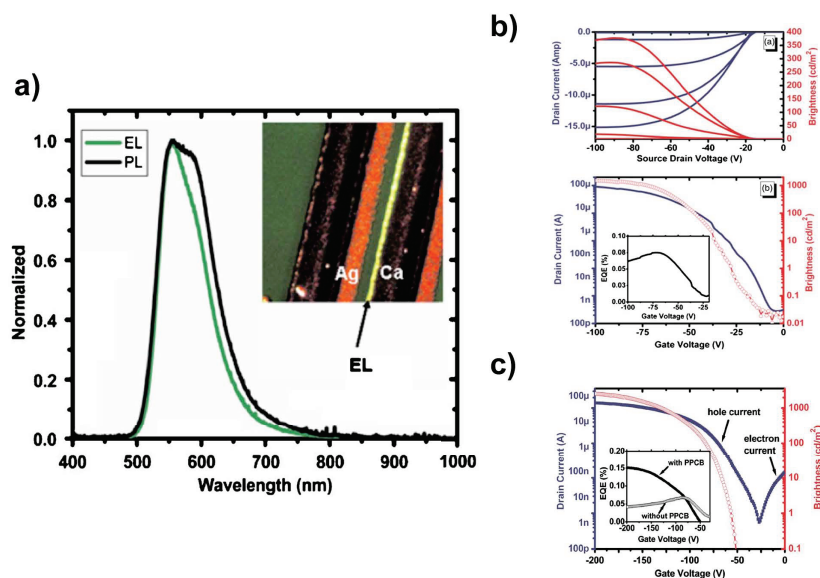 a)
EL
PL
Ag
Ca
EL
Normalized
1.0
0.8
0.6
0.4
0.2
0.0
400 500 600 700 800 900 1000
Wavelength (nm)
b)
(a)
Drain Current (Amp)
0.0
-5.0µ
-10.0µ
-15.0µ
Brightness (cd/m²)
400
350
300
250
200
150
100
50
0
-100 -80 -60 -40 -20 0
Source Drain Voltage (V)
(b)
Drain Current (A)
100µ
10µ
1µ
100n
10n
1n
100p
Brightness (cd/m²)
1000
100
10
1
0.1
0.01
EQE (%)
0.10
0.08
0.05
0.03
0.00
-100 -75 -50 -25
Gate Voltage (V)
-100 -75 -50 -25 0
Gate Voltage (V)
c)
Drain Current (A)
100µ
10µ
1µ
100n
10n
1n
100p
Brightness (cd/m²)
1000
100
10
1
0.1
hole current
electron
current
EQE (%)
0.20
0.15
0.10
0.05
0.00
with PPCB
without PPCB
-200 -150 -100 -50
Gate Voltage (V)
-200 -150 -100 -50 0
Gate Voltage (V)